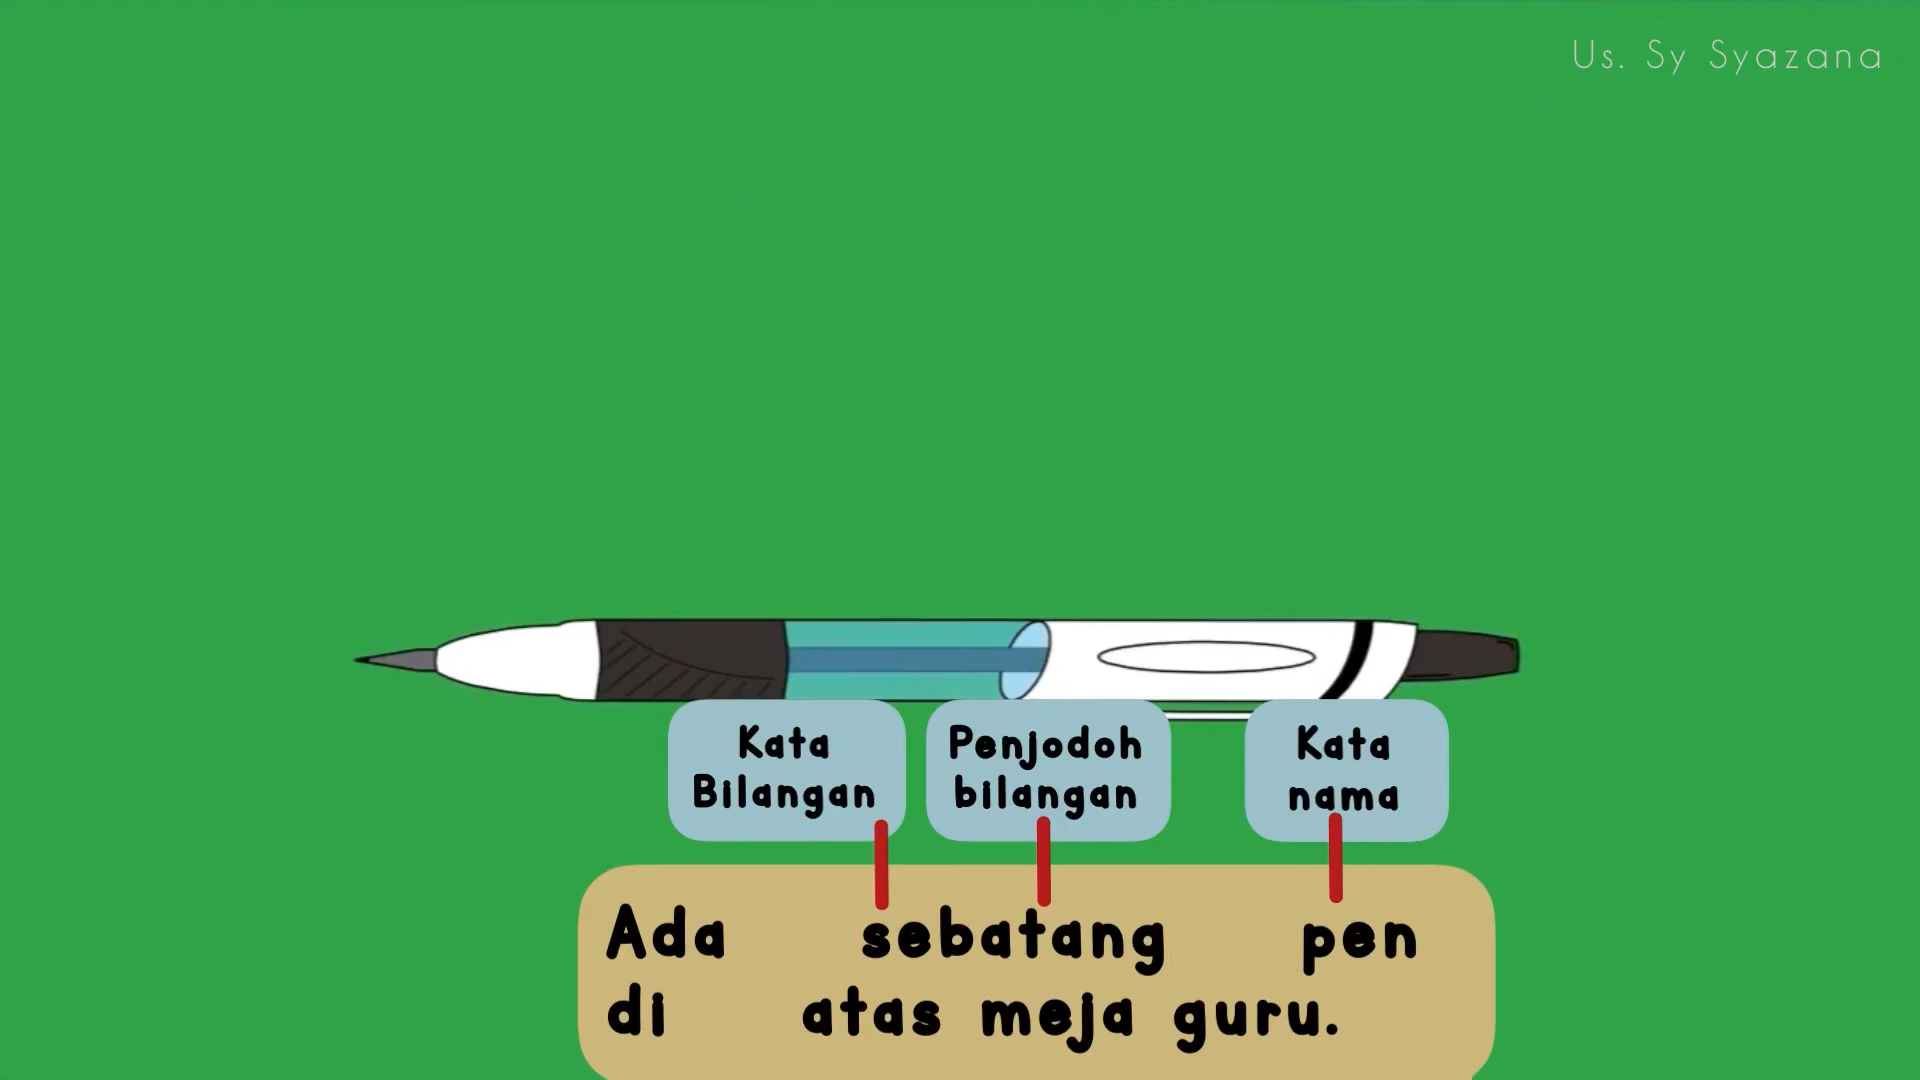 Us. Sy Syazana
Kata
Bilangan
Penjodoh
bilangan
Kata
nama
Ada sebatang pen
di atas meja guru.